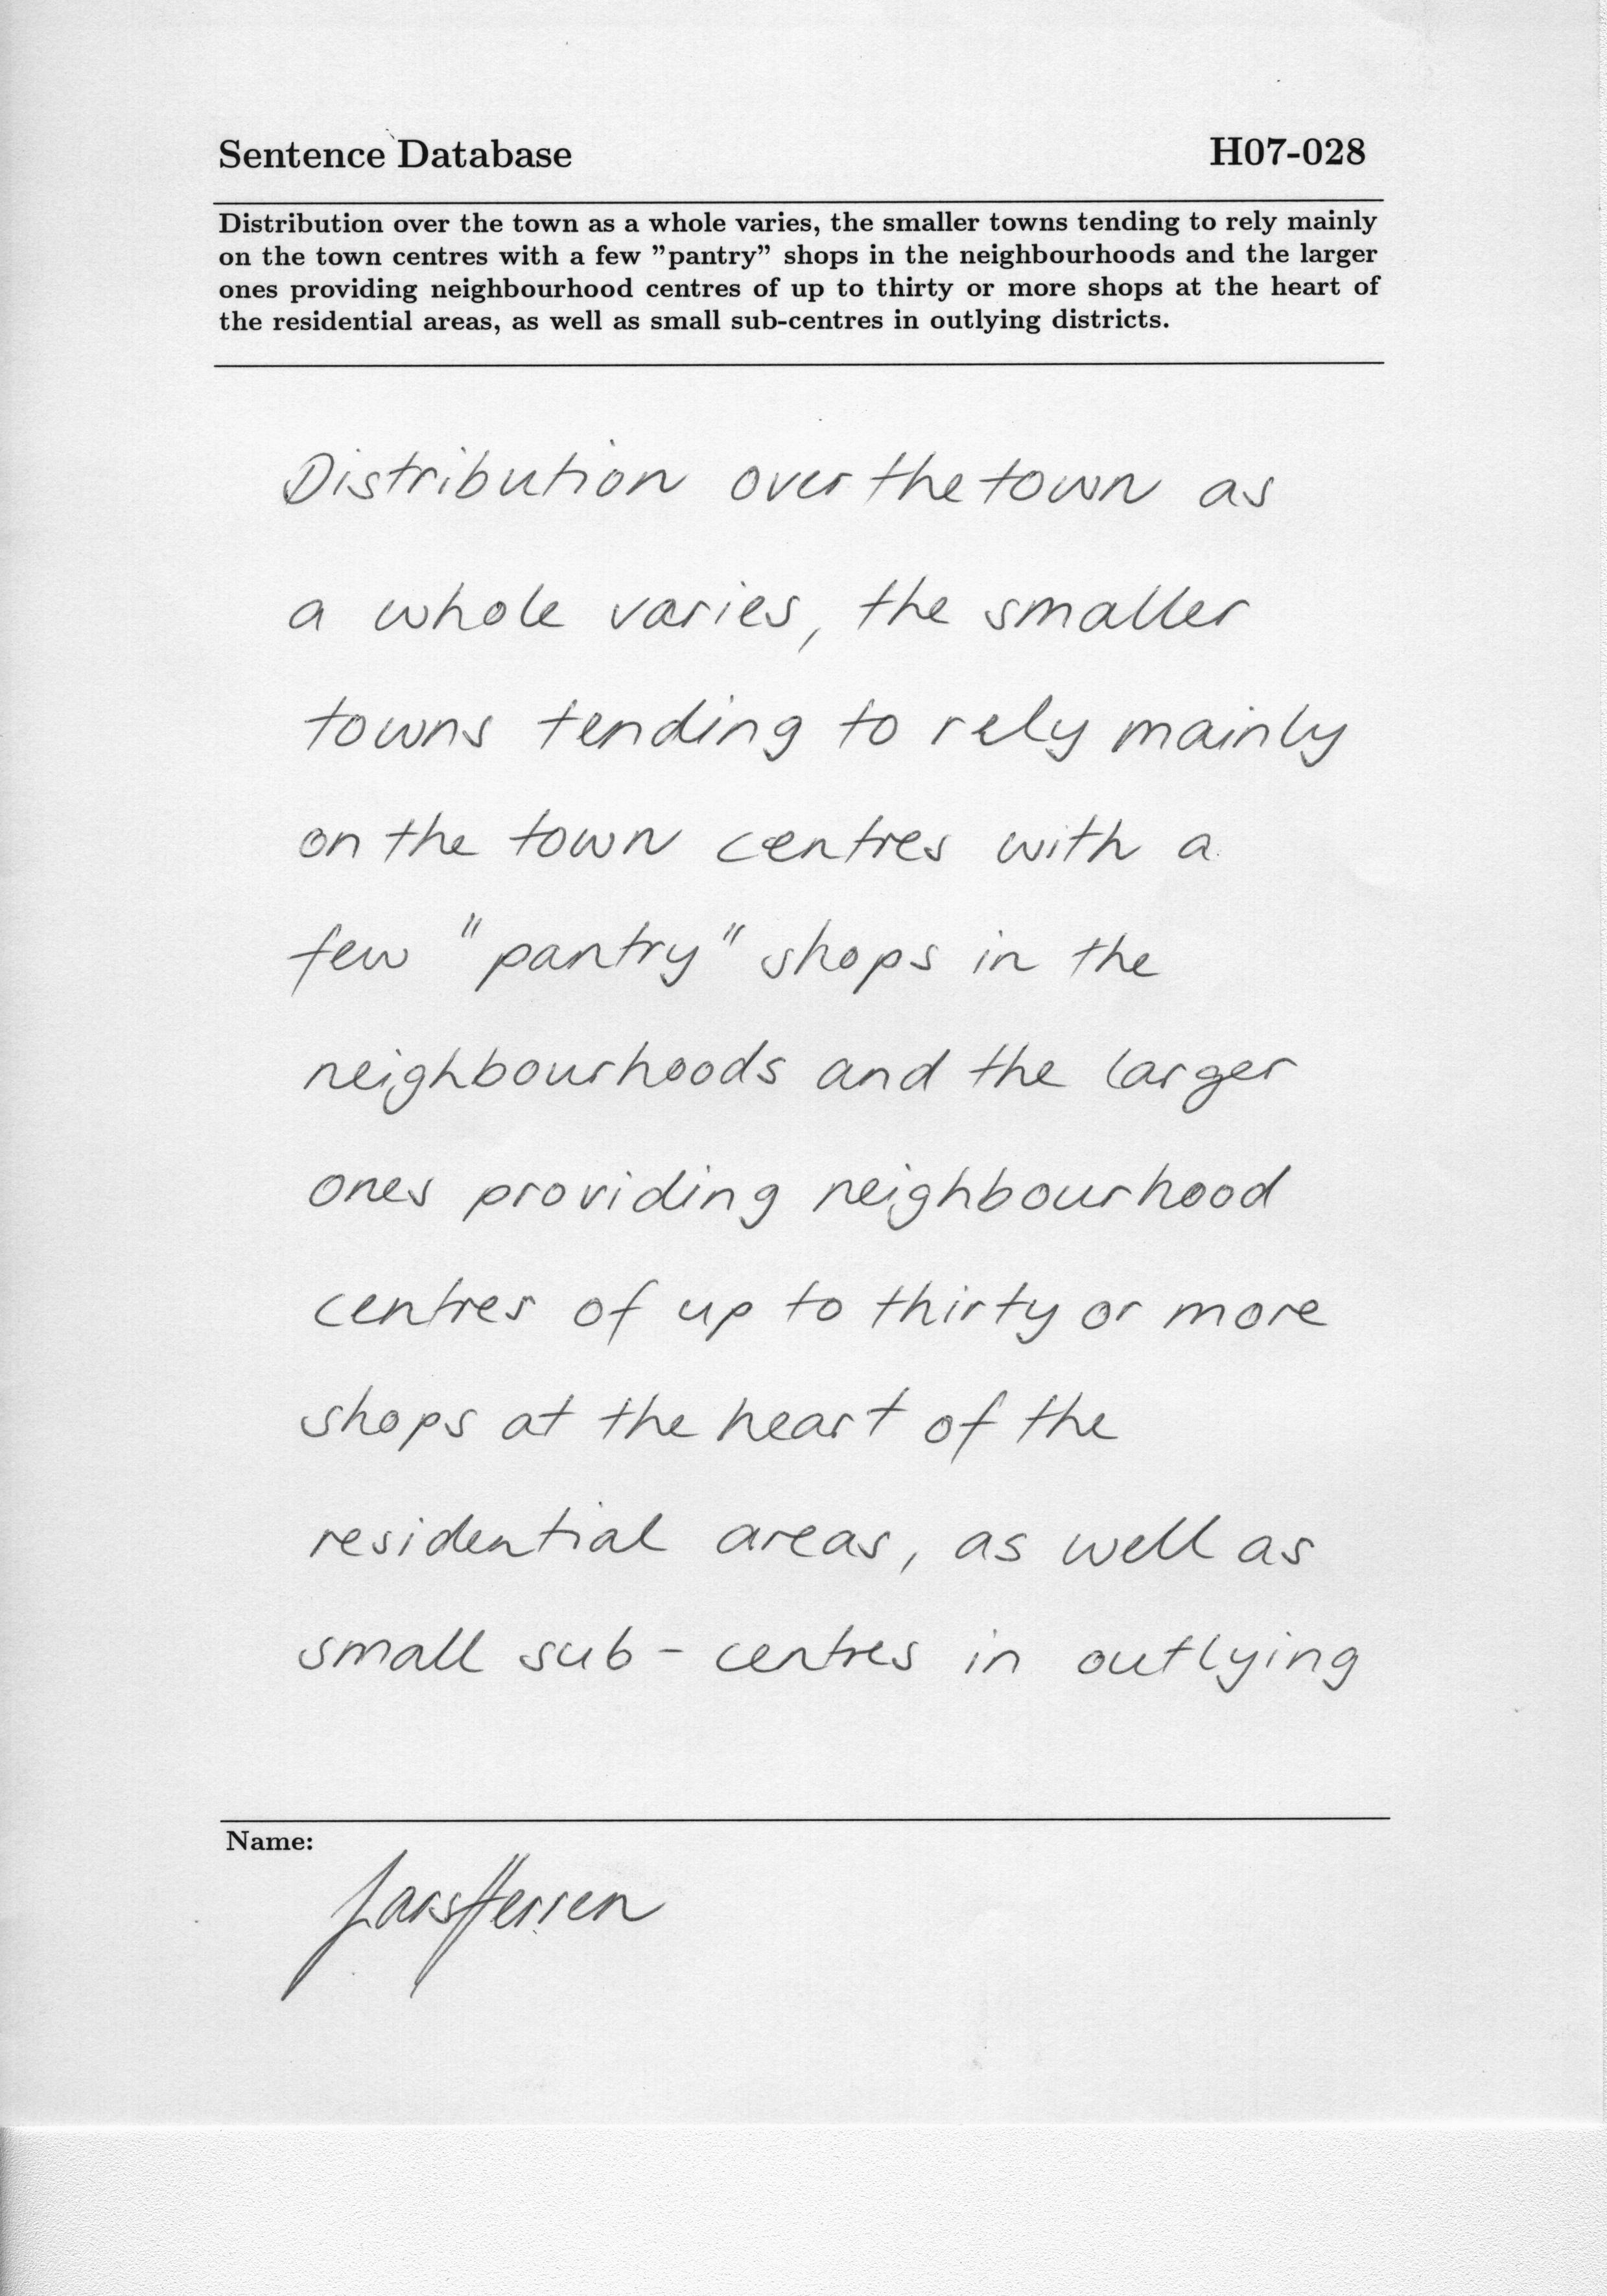 Sentence Database H07-028
Distribution over the town as a whole varies, the smaller towns tending to rely mainly
on the town centres with a few ”pantry” shops in the neighbourhoods and the larger
ones providing neighbourhood centres of up to thirty or more shops at the heart of
the residential areas, as well as small sub-centres in outlying districts.
Distribution over the town as
a whole varies, the smaller
towns tending to rely mainly
on the town centres with a
few "pantry" shops in the
neighbourhoods and the larger
ones providing neighbourhood
centres of up to thirty or more
shops at the heart of the
residential areas, as well as
small sub-centres in outlying
Name: